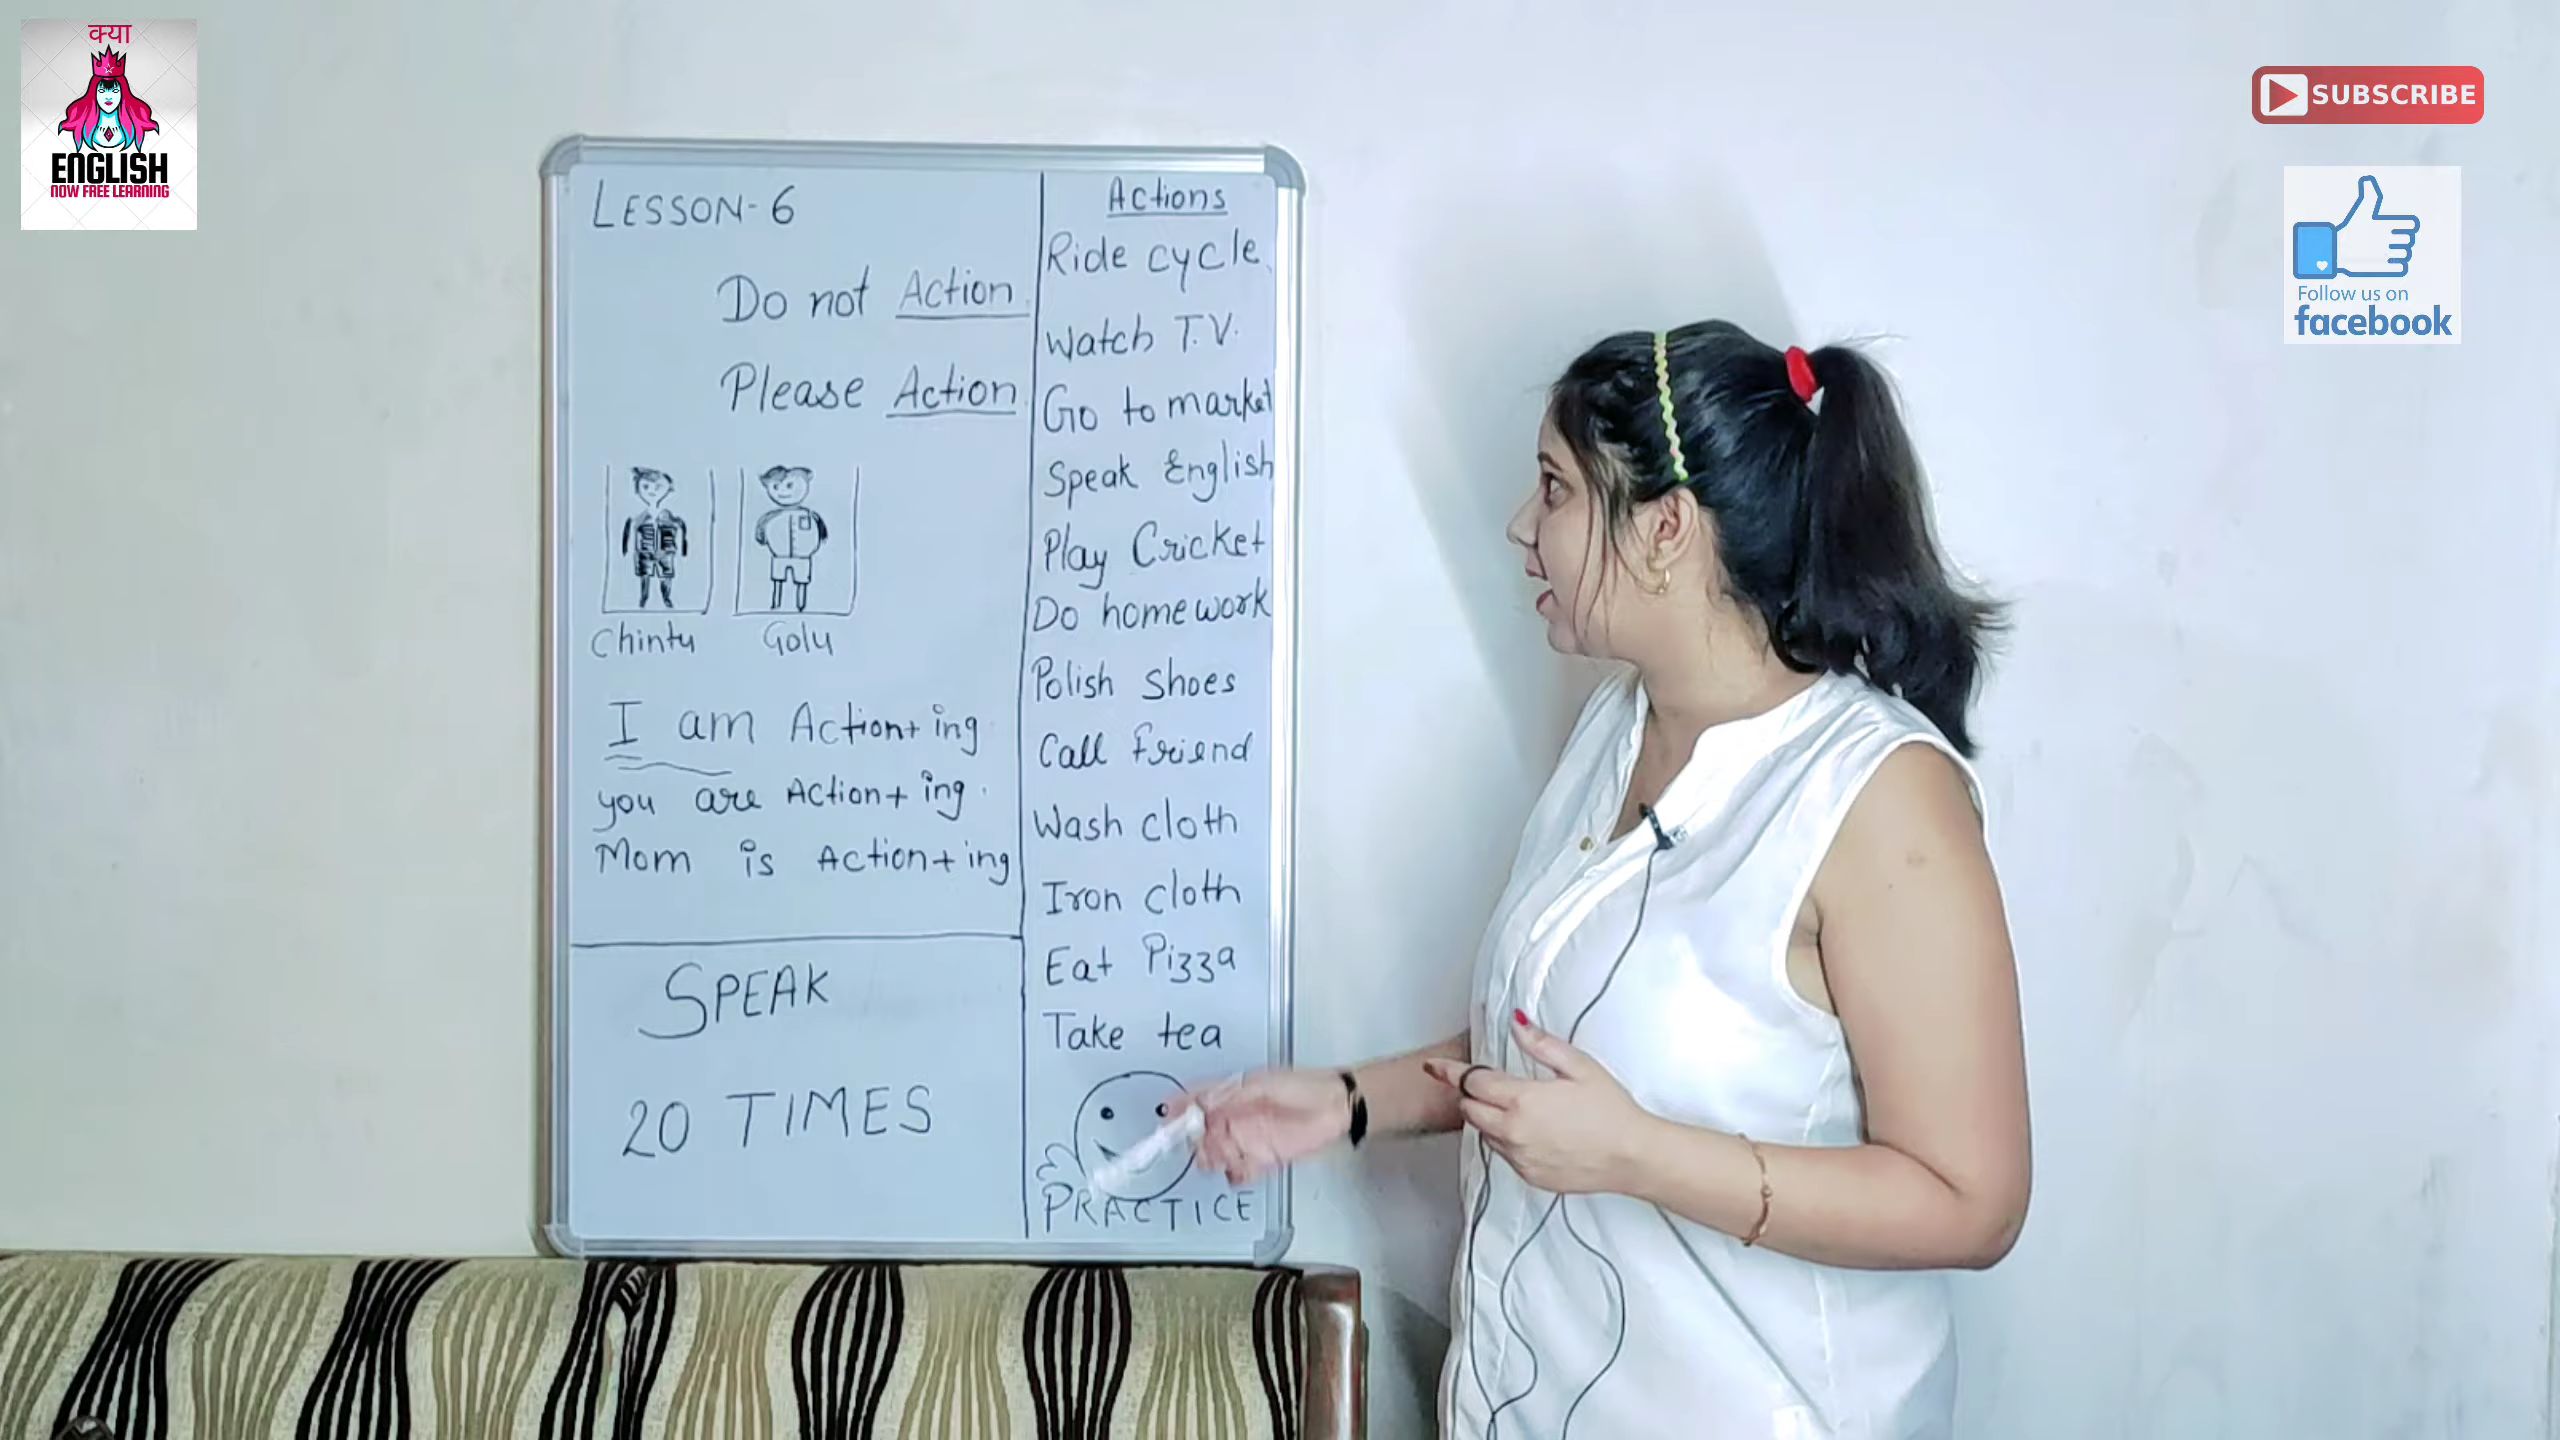 क्या
ENGLISH
NOW FREE LEARNING
SUBSCRIBE
Follow us on
facebook
LESSON-6
Do not Action
Please Action
Chintu
Golu
I am Action+ing
you are Action+ing.
Mom is Action+ing
SPEAK
20 TIMES
Actions
Ride cycle
Watch T.V.
Go to market
Speak English
Play Cricket
Do homework
Polish shoes
Call friend
Wash cloth
Iron cloth
Eat Pizza
Take tea
PRACTICE